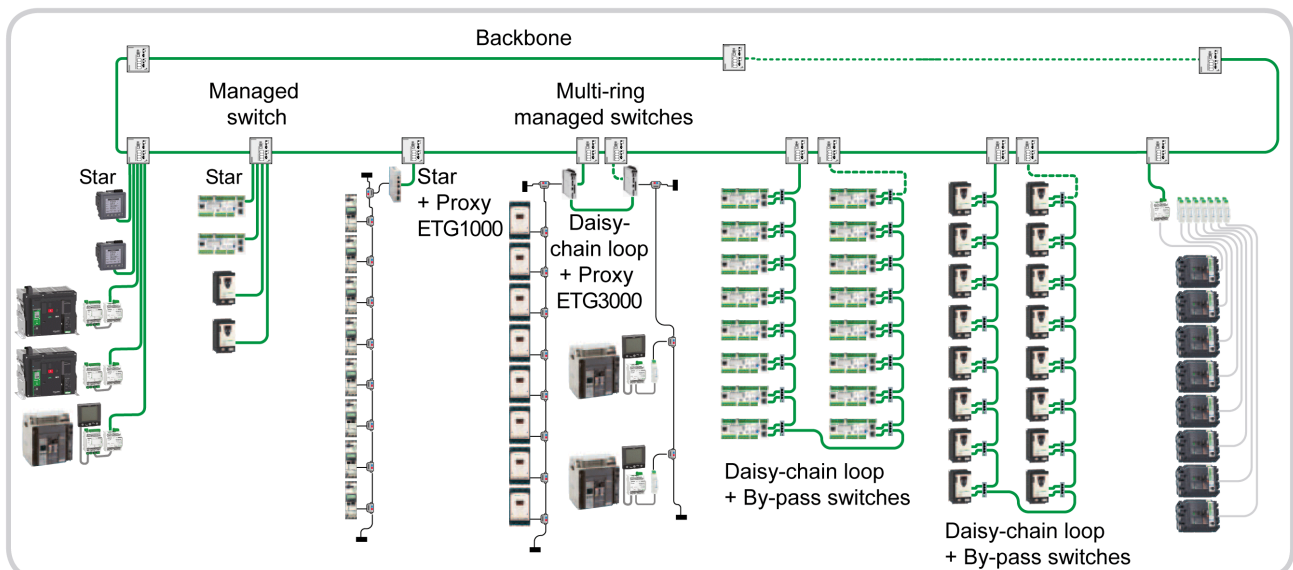 Backbone
Managed
switch
Multi-ring
managed switches
Star
Star
Star
+ Proxy
ETG1000
Daisy-
chain loop
+ Proxy
ETG3000
Daisy-chain loop
+ By-pass switches
Daisy-chain loop
+ By-pass switches